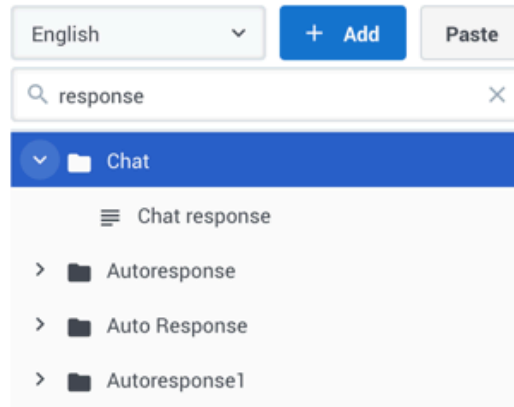 English + Add Paste
response
Chat
Chat response
Autoresponse
Auto Response
Autoresponse1